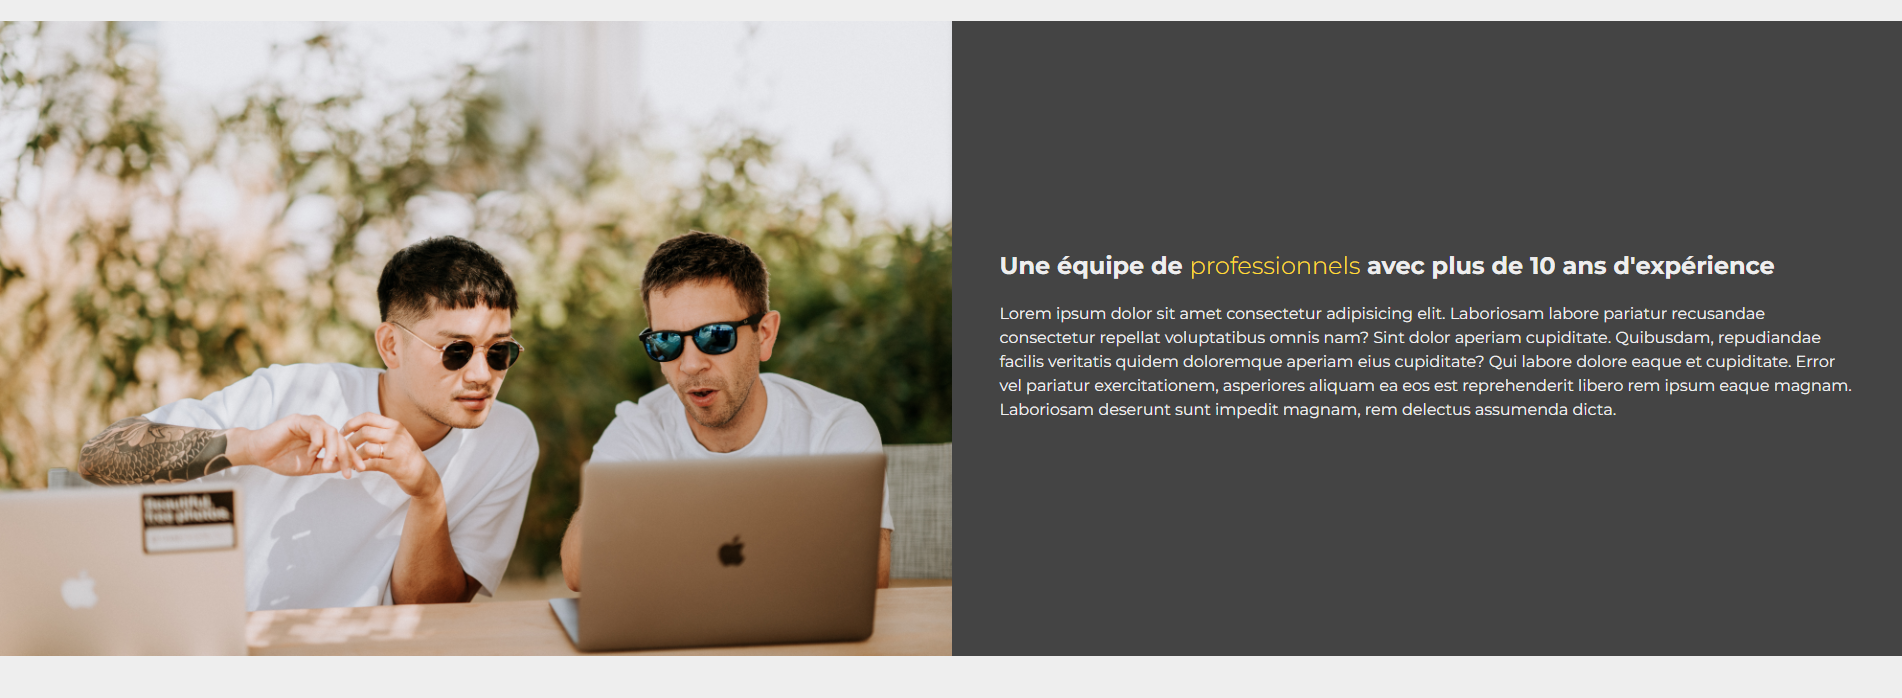 Une équipe de professionnels avec plus de 10 ans d'expérience
Lorem ipsum dolor sit amet consectetur adipisicing elit. Laboriosam labore pariatur recusandae
consectetur repellat voluptatibus omnis nam? Sint dolor aperiam cupiditate. Quibusdam, repudiandae
facilis veritatis quidem doloremque aperiam eius cupiditate? Qui labore dolore eaque et cupiditate. Error
vel pariatur exercitationem, asperiores aliquam ea eos est reprehenderit libero rem ipsum eaque magnam.
Laboriosam deserunt sunt impedit magnam, rem delectus assumenda dicta.
Beautiful,
free photos.